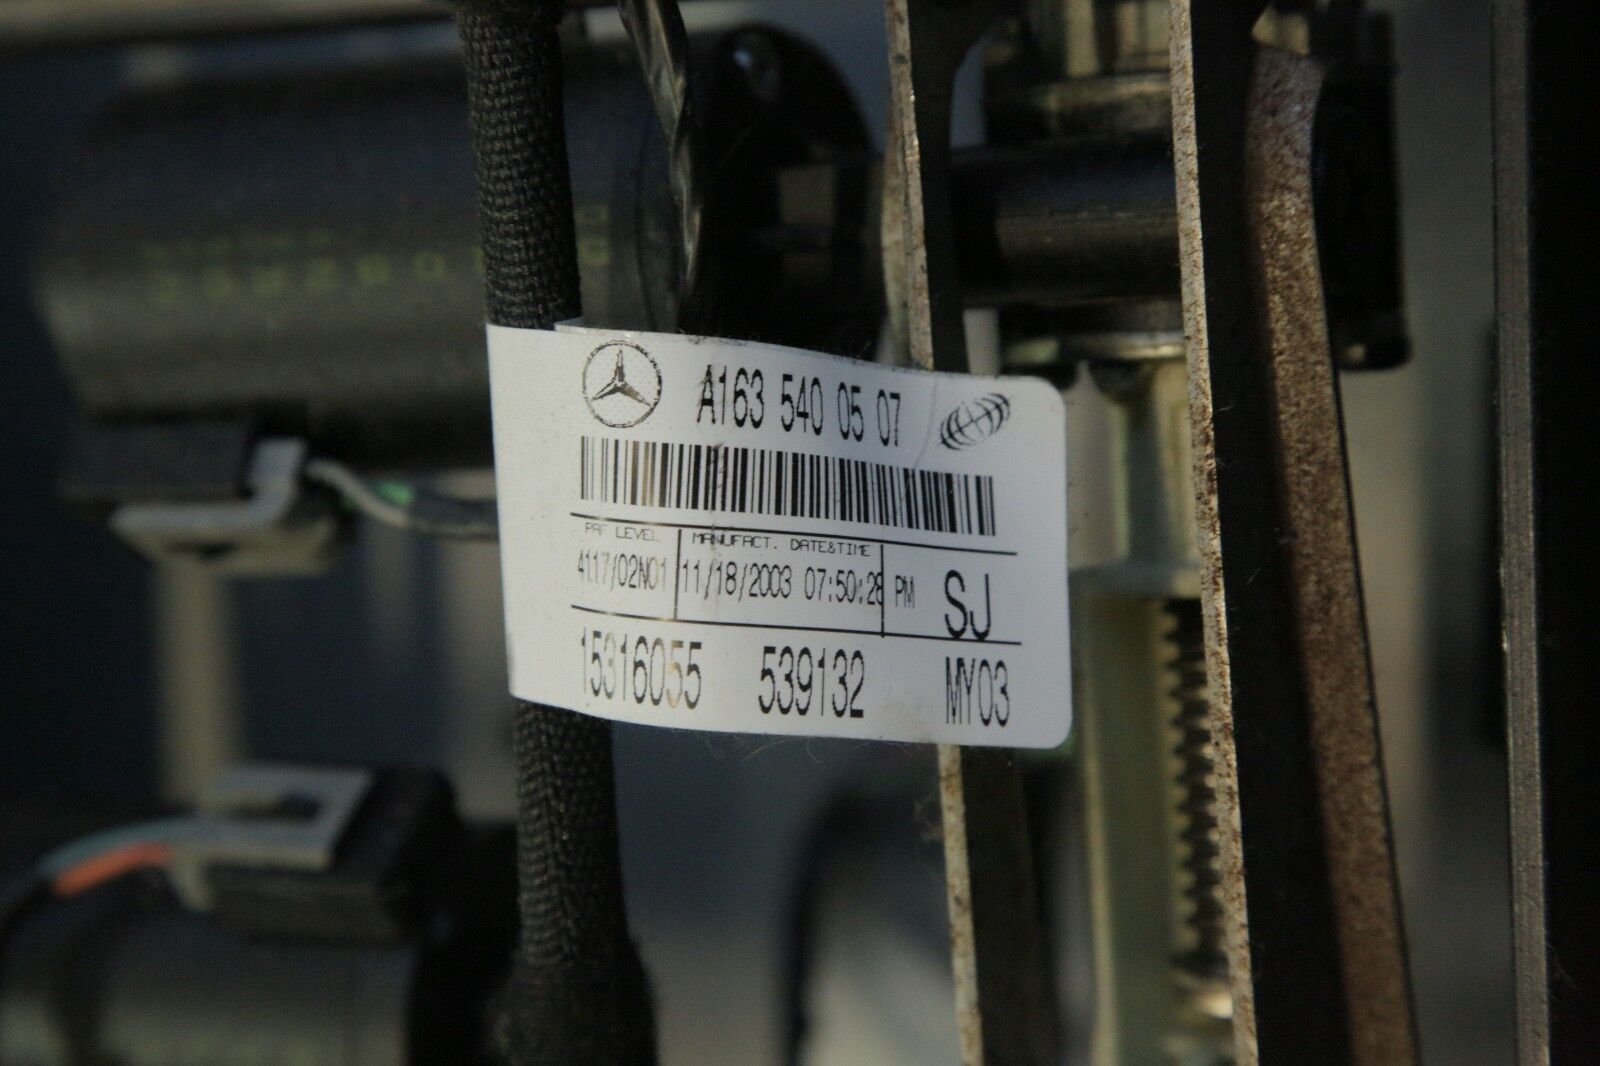 A163 540 05 07
PAF LEVEL MANUFACT. DATE&TIME
4117/02N01 11/18/2003 07:50:28 PM SJ
15316055 539132 MY03